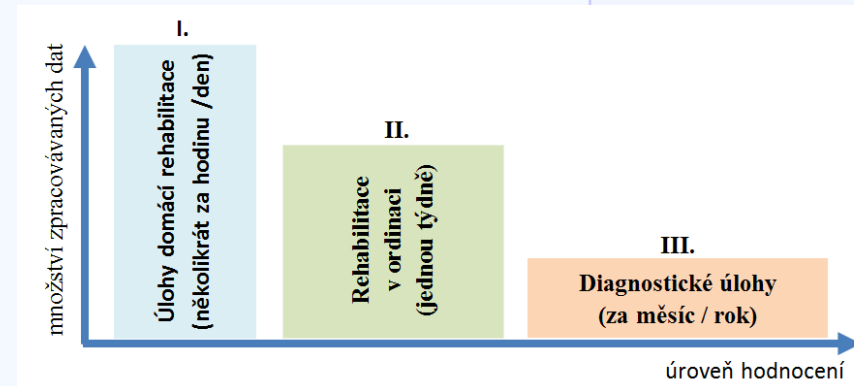 množství zpracovávaných dat
I.
Úlohy domácí rehabilitace
(několikrát za hodinu /den)
II.
Rehabilitace
v ordinaci
(jednou týdně)
III.
Diagnostické úlohy
(za měsíc / rok)
úroveň hodnocení